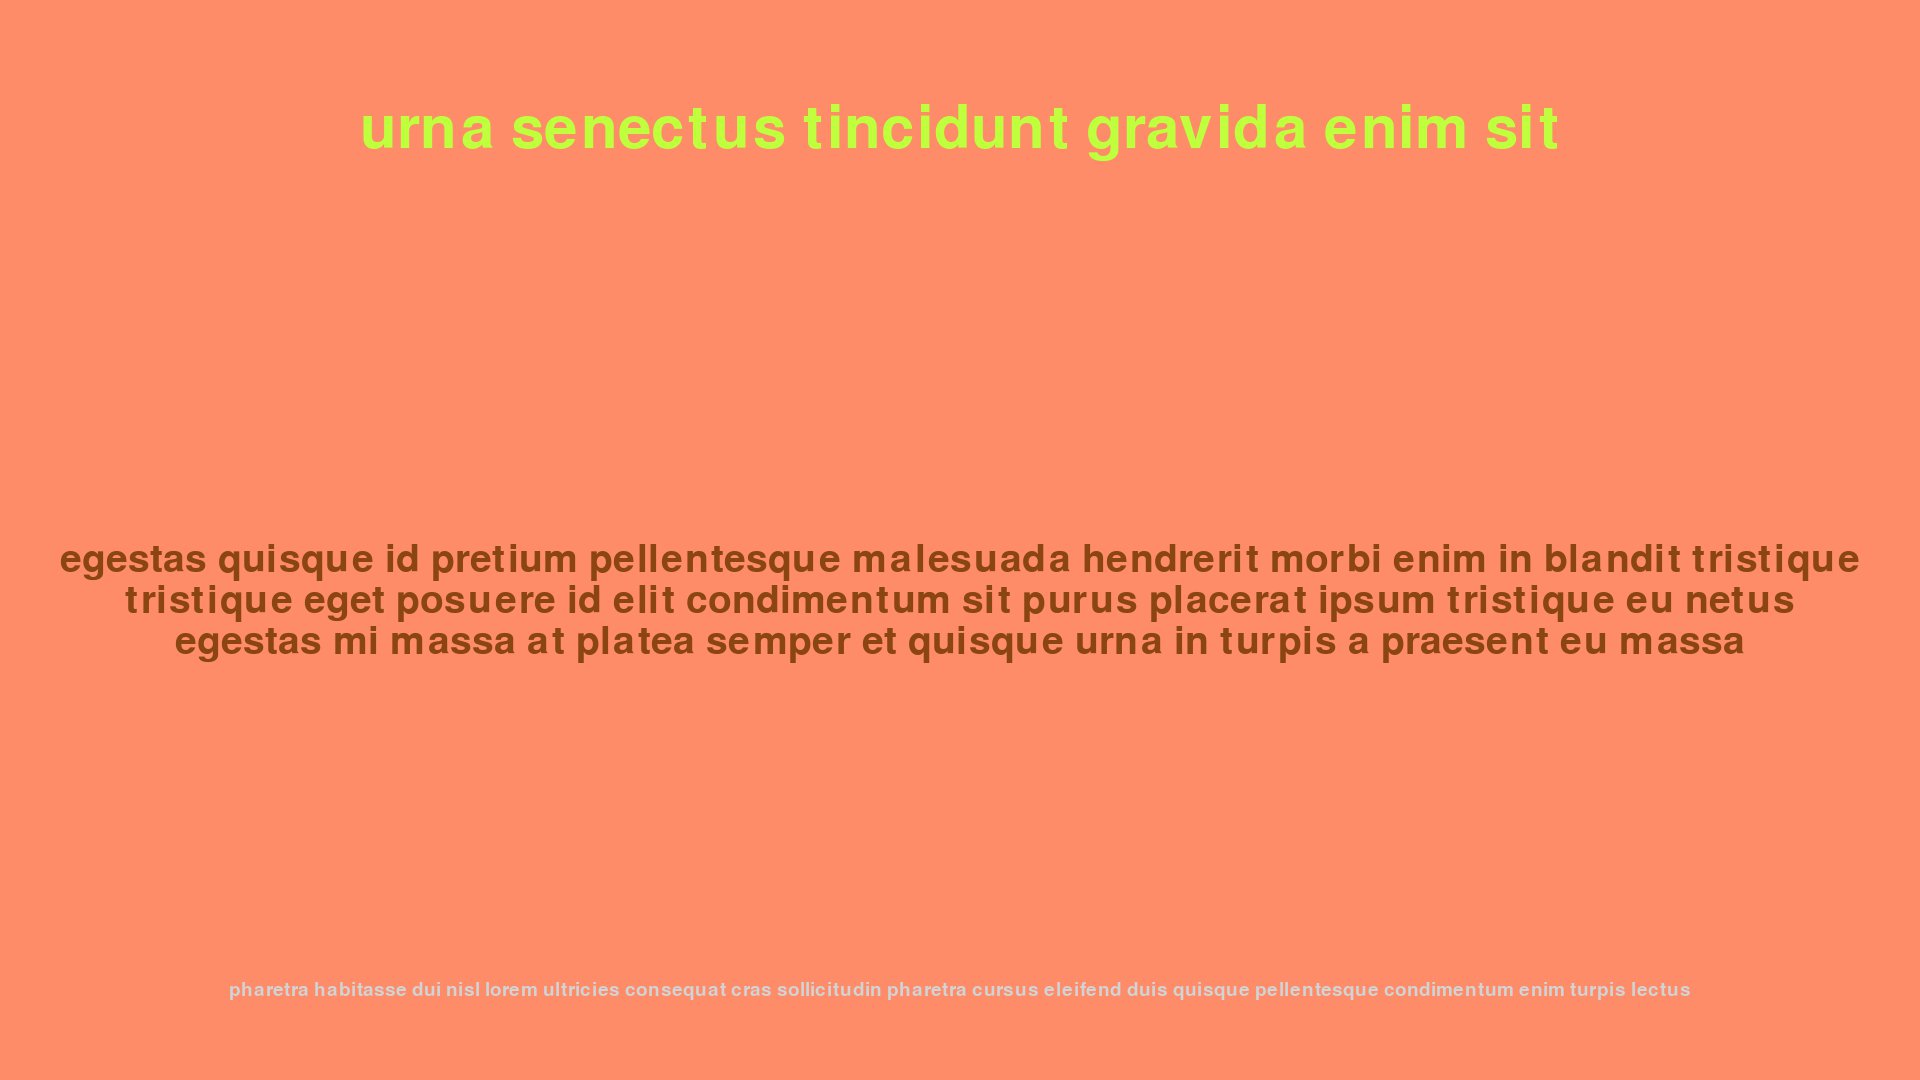 urna senectus tincidunt gravida enim sit
egestas quisque id pretium pellentesque malesuada hendrerit morbi enim in blandit tristique
tristique eget posuere id elit condimentum sit purus placerat ipsum tristique eu netus
egestas mi massa at platea semper et quisque urna in turpis a praesent eu massa
pharetra habitasse dui nisl lorem ultricies consequat cras sollicitudin pharetra cursus eleifend duis quisque pellentesque condimentum enim turpis lectus